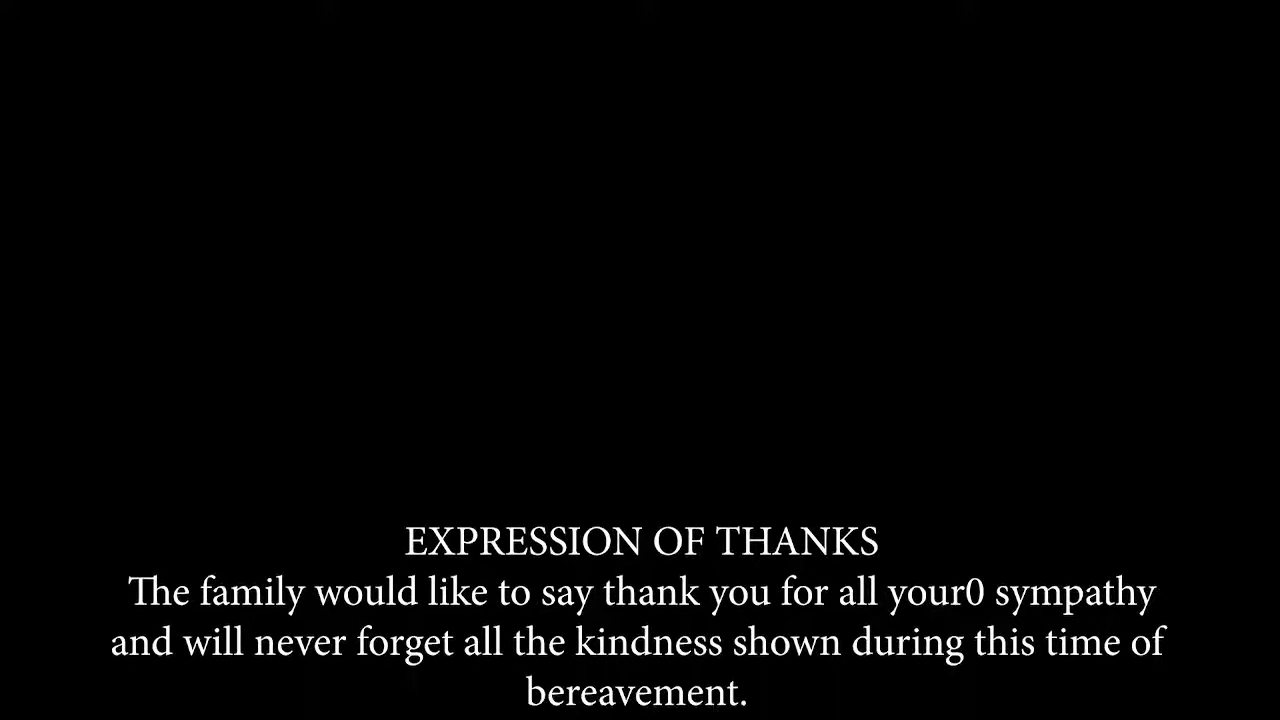 EXPRESSION OF THANKS
The family would like to say thank you for all your0 sympathy
and will never forget all the kindness shown during this time of
bereavement.